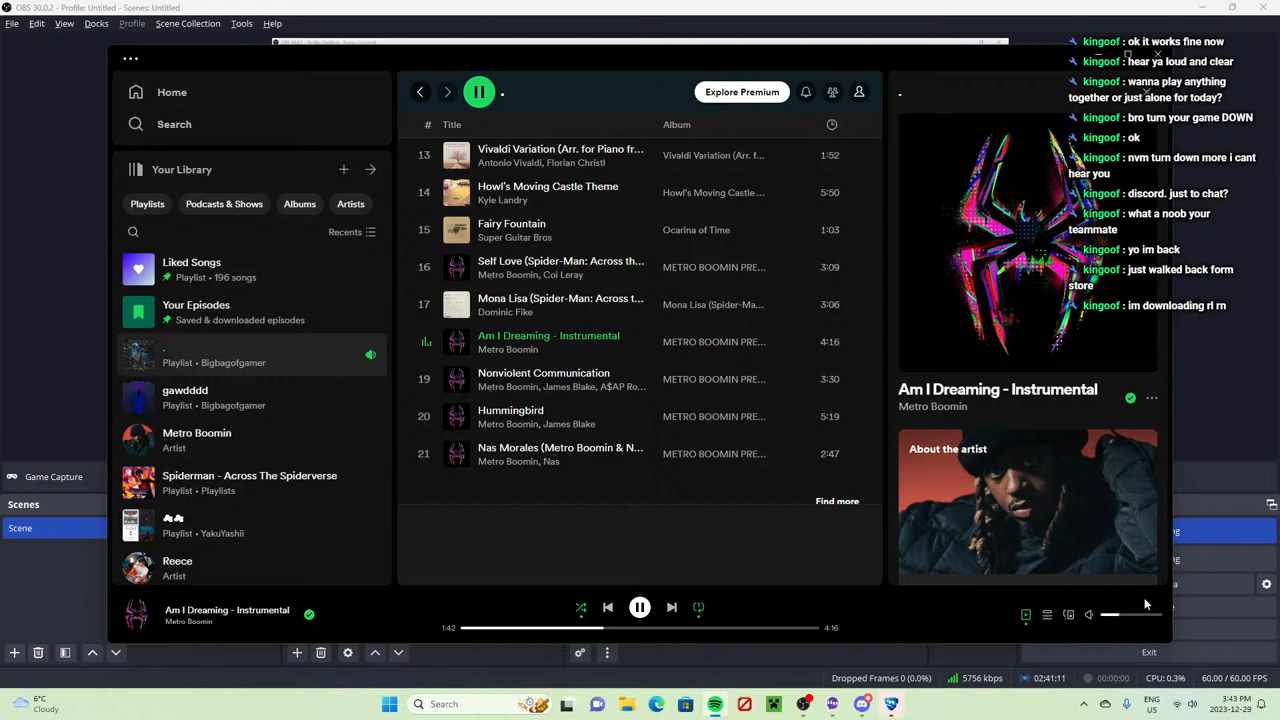 OBS 30.0.2 - Profile: Untitled - Scenes: Untitled
File Edit View Docks Profile Scene Collection Tools Help
kingoof : ok it works fine now
kingoof : hear ya loud and clear
kingoof : wanna play anything
together or just alone for today?
kingoof : bro turn your game DOWN
kingoof : ok
kingoof : nvm turn down more i cant
hear you
kingoof : discord. just to chat?
kingoof : what a noob your
teammate
kingoof : yo im back
kingoof : just walked back form
store
kingoof : im downloading rl rn
Home
Search
Your Library
Playlists Podcasts & Shows Albums Artists
Recents
Liked Songs
Playlist • 196 songs
Your Episodes
Saved & downloaded episodes
.
Playlist • Bigbagofgamer
gawdddd
Playlist • Bigbagofgamer
Metro Boomin
Artist
Spiderman - Across The Spiderverse
Playlist • Playlists
Playlist • YakuYashii
Reece
Artist
. Explore Premium
# Title Album
13 Vivaldi Variation (Arr. for Piano fr... Vivaldi Variation (Arr. f... 1:52
Antonio Vivaldi, Florian Christl
14 Howl's Moving Castle Theme Howl's Moving Castle ... 5:50
Kyle Landry
15 Fairy Fountain Ocarina of Time 1:03
Super Guitar Bros
16 Self Love (Spider-Man: Across th... METRO BOOMIN PRE... 3:09
Metro Boomin, Coi Leray
17 Mona Lisa (Spider-Man: Across t... Mona Lisa (Spider-Ma... 3:06
Dominic Fike
Am I Dreaming - Instrumental METRO BOOMIN PRE... 4:16
Metro Boomin
19 Nonviolent Communication METRO BOOMIN PRE... 3:30
Metro Boomin, James Blake, A$AP Ro...
20 Hummingbird METRO BOOMIN PRE... 5:19
Metro Boomin, James Blake
21 Nas Morales (Metro Boomin & N... METRO BOOMIN PRE... 2:47
Metro Boomin, Nas
Find more
.
Am I Dreaming - Instrumental
Metro Boomin
About the artist
Am I Dreaming - Instrumental
Metro Boomin
1:42 4:16
Game Capture
Scenes
Scene
Exit
Dropped Frames 0 (0.0%) 5756 kbps 02:41:11 00:00:00 CPU: 0.3% 60.00 / 60.00 FPS
6°C
Cloudy
Search
ENG
US
3:43 PM
2023-12-29